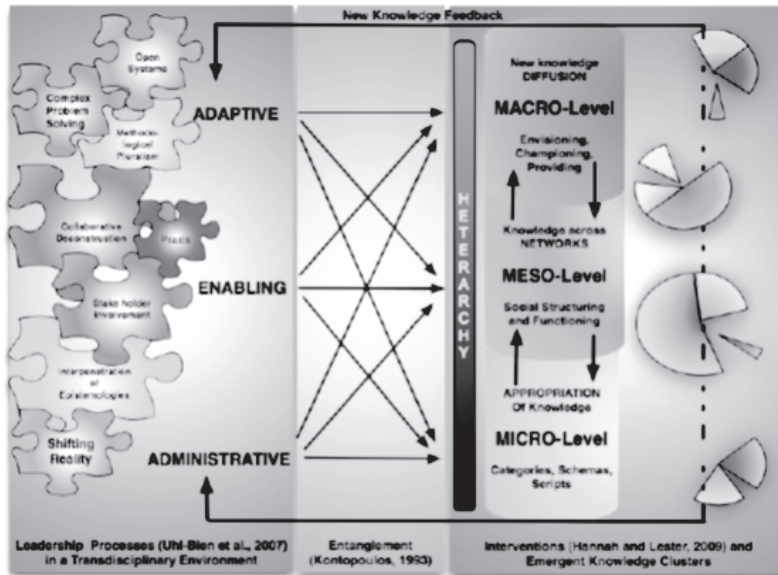 New Knowledge Feedback
Open
Systems
Complex
Problem
Solving
Methodo-
logical
Pluralism
ADAPTIVE
Collaborative
Deconstruction
Praxis
ENABLING
Stake holder
Involvement
Interpenetration
of
Epistemologies
Shifting
Reality
ADMINISTRATIVE
HETERARCHY
New knowledge
DIFFUSION
MACRO-Level
Envisioning,
Championing,
Providing
Knowledge across
NETWORKS
MESO-Level
Social Structuring
and Functioning
APPROPRIATION
Of Knowledge
MICRO-Level
Categories, Schemas,
Scripts
Leadership Processes (Uhl-Bien et al., 2007)
in a Transdisciplinary Environment
Entanglement
(Kontopoulos, 1993)
Interventions (Hannah and Lester, 2009) and
Emergent Knowledge Clusters